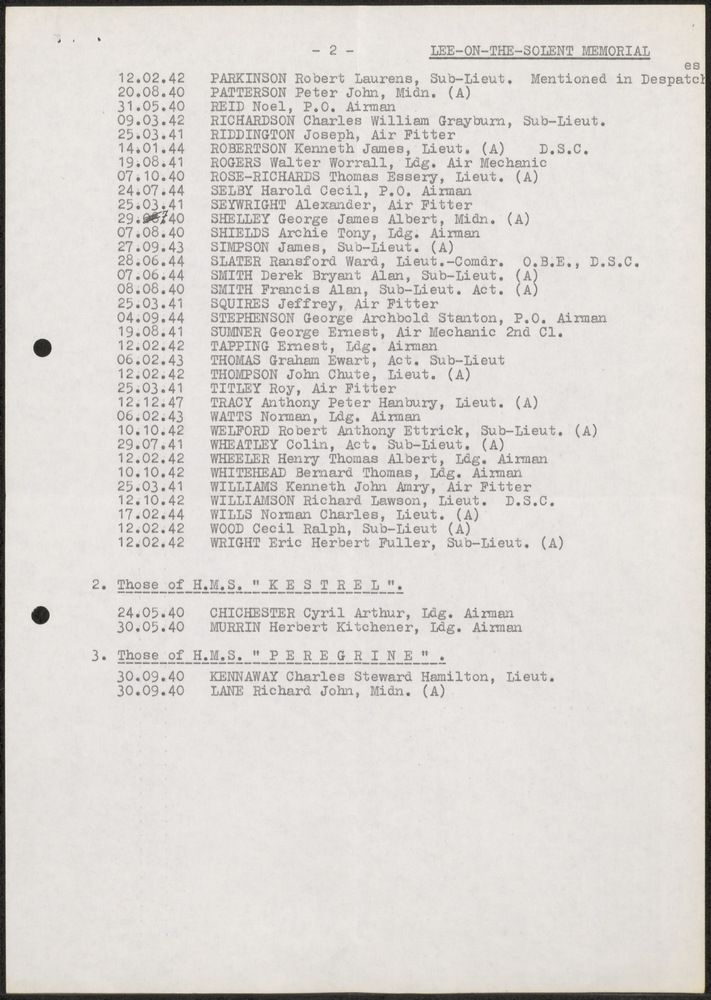 - 2 - LEE-ON-THE-SOLENT MEMORIAL
es
12.02.42 PARKINSON Robert Laurens, Sub-Lieut. Mentioned in Despatch
20.08.40 PATTERSON Peter John, Midn. (A)
31.05.40 REID Noel, P.O. Airman
09.03.42 RICHARDSON Charles William Grayburn, Sub-Lieut.
25.03.41 RIDDINGTON Joseph, Air Fitter
14.01.44 ROBERTSON Kenneth James, Lieut. (A) D.S.C.
19.08.41 ROGERS Walter Worrall, Ldg. Air Mechanic
07.10.40 ROSE-RICHARDS Thomas Essery, Lieut. (A)
24.07.44 SELBY Harold Cecil, P.O. Airman
25.03.41 SEYWRIGHT Alexander, Air Fitter
29. 7 40 SHELLEY George James Albert, Midn. (A)
07.08.40 SHIELDS Archie Tony, Ldg. Airman
27.09.43 SIMPSON James, Sub-Lieut. (A)
28.06.44 SLATER Ransford Ward, Lieut.-Comdr. O.B.E., D.S.C.
07.06.44 SMITH Derek Bryant Alan, Sub-Lieut. (A)
08.08.40 SMITH Francis Alan, Sub-Lieut. Act. (A)
25.03.41 SQUIRES Jeffrey, Air Fitter
04.09.44 STEPHENSON George Archbold Stanton, P.O. Airman
19.08.41 SUMNER George Ernest, Air Mechanic 2nd Cl.
12.02.42 TAPPING Ernest, Ldg. Airman
06.02.43 THOMAS Graham Ewart, Act. Sub-Lieut
12.02.42 THOMPSON John Chute, Lieut. (A)
25.03.41 TITLEY Roy, Air Fitter
12.12.47 TRACY Anthony Peter Hanbury, Lieut. (A)
06.02.43 WATTS Norman, Ldg. Airman
10.10.42 WELFORD Robert Anthony Ettrick, Sub-Lieut. (A)
29.07.41 WHEATLEY Colin, Act. Sub-Lieut. (A)
12.02.42 WHEELER Henry Thomas Albert, Ldg. Airman
10.10.42 WHITEHEAD Bernard Thomas, Ldg. Airman
25.03.41 WILLIAMS Kenneth John Amry, Air Fitter
12.10.42 WILLIAMSON Richard Lawson, Lieut. D.S.C.
17.02.44 WILLS Norman Charles, Lieut. (A)
12.02.42 WOOD Cecil Ralph, Sub-Lieut (A)
12.02.42 WRIGHT Eric Herbert Fuller, Sub-Lieut. (A)
2. Those of H.M.S. " K E S T R E L ".
24.05.40 CHICHESTER Cyril Arthur, Ldg. Airman
30.05.40 MURRIN Herbert Kitchener, Ldg. Airman
3. Those of H.M.S. " P E R E G R I N E " .
30.09.40 KENNAWAY Charles Steward Hamilton, Lieut.
30.09.40 LANE Richard John, Midn. (A)